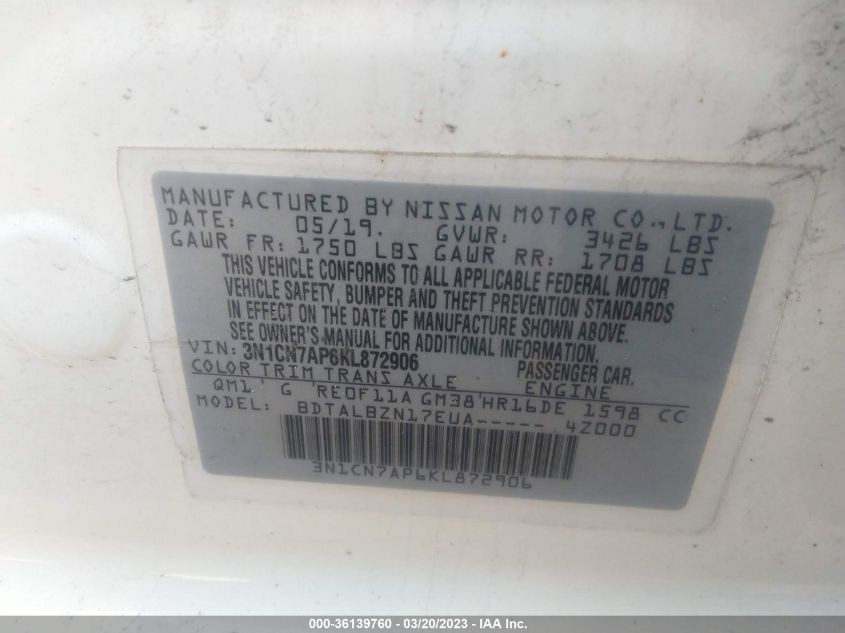 MANUFACTURED BY NISSAN MOTOR CO., LTD.
DATE: 05/19. GVWR: 3426 LBS
GAWR FR: 1750 LBS GAWR RR: 1708 LBS
THIS VEHICLE CONFORMS TO ALL APPLICABLE FEDERAL MOTOR
VEHICLE SAFETY, BUMPER AND THEFT PREVENTION STANDARDS
IN EFFECT ON THE DATE OF MANUFACTURE SHOWN ABOVE.
SEE OWNER'S MANUAL FOR ADDITIONAL INFORMATION.
VIN: 3N1CN7AP6KL872906 PASSENGER CAR.
COLOR TRIM TRANS AXLE ENGINE
QM1 G 'RE0F11A GM38'HR16DE 1598 CC
MODEL: BDTALBZN17EUA----- 4Z000
3N1CN7AP6KL872906
000-36139760 - 03/20/2023 - IAA Inc.